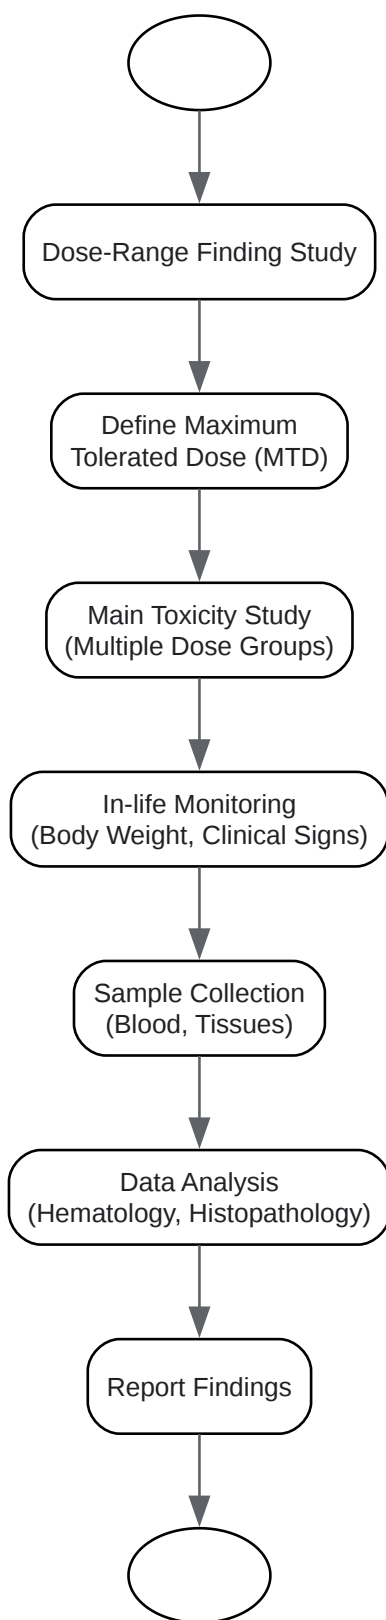 Dose-Range Finding Study
Define Maximum
Tolerated Dose (MTD)
Main Toxicity Study
(Multiple Dose Groups)
In-life Monitoring
(Body Weight, Clinical Signs)
Sample Collection
(Blood, Tissues)
Data Analysis
(Hematology, Histopathology)
Report Findings